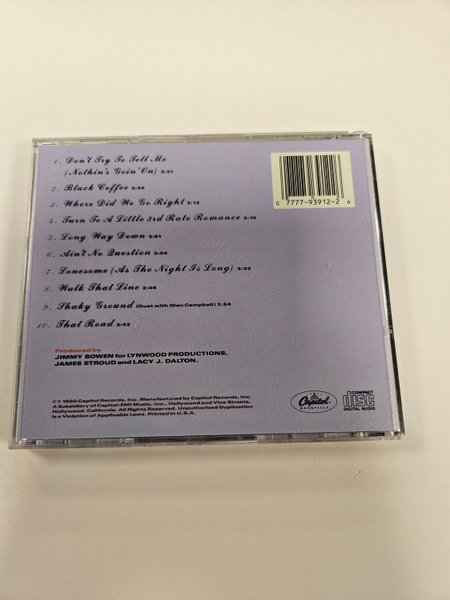 1. Don't Try To Tell Me
(Nothin's Goin' On) 3:21
2. Black Coffee 3:34
3. Where Did We Go Right 3:13
4. Turn To A Little 3rd Rate Romance 3:10
5. Long Way Down 3:51
6. Ain't No Question 3:04
7. Lonesome (As The Night Is Long) 3:32
8. Walk That Line 2:48
9. Shaky Ground (Duet with Glen Campbell) 2:54
10. That Road 3:42
0 7777-93912-2 6
Produced by
JIMMY BOWEN for LYNWOOD PRODUCTIONS,
JAMES STROUD and LACY J. DALTON.
1990 Capitol Records, Inc. Manufactured by Capitol Records, Inc.
A Subsidiary of Capitol-EMI Music, Inc., Hollywood and Vine Streets,
Hollywood, California. All Rights Reserved. Unauthorized Duplication
is a Violation of Applicable Laws. Printed in U.S.A.
Capitol
NASHVILLE
COMPACT
disc
DIGITAL AUDIO